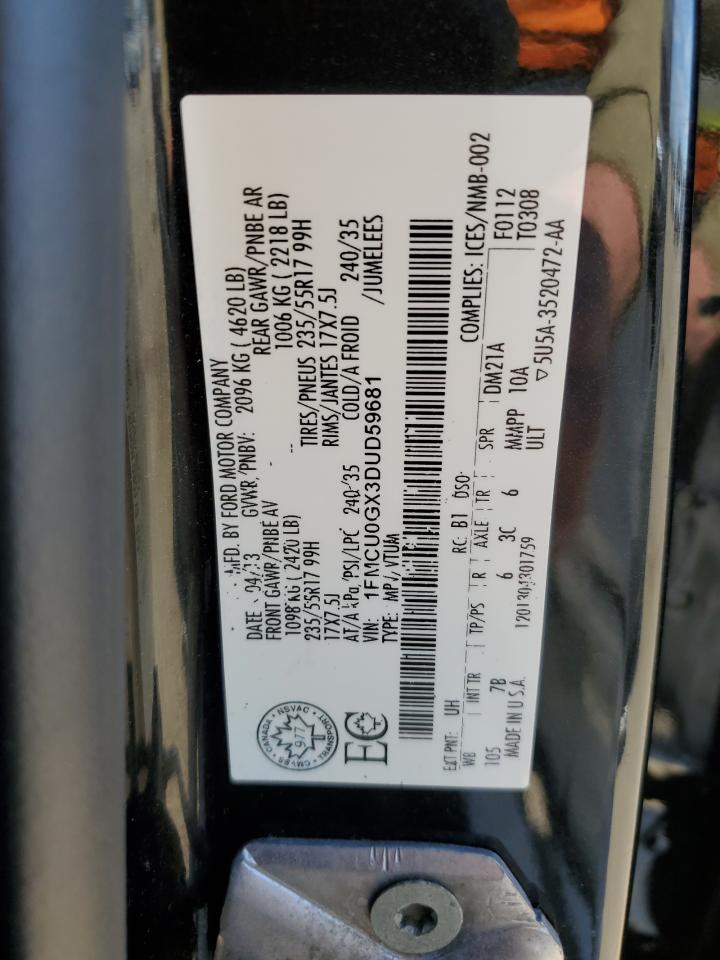 MFD. BY FORD MOTOR COMPANY
DATE 04/13 GVWR/PNBV: 2096 KG ( 4620 LB)
FRONT GAWR/PNBE AV REAR GAWR/PNBE AR
1098 KG ( 2420 LB) 1006 KG ( 2218 LB)
235/55R17 99H TIRES/PNEUS 235/55R17 99H
17X7.5J RIMS/JANTES 17X7.5J
AT/A kPa/PSI/LPC 240/35 COLD/A FROID 240/35
VIN: 1FMCU0GX3DUD59681 /JUMELEES
TYPE: MPV/VTUM
CANADA NSVAC TRANSPORT CMVSS
977
EC
COMPLIES: ICES/NMB-002
EXT PNT: UH RC: B1 DSO:
F0112
WB INT TR TP/PS R AXLE TR SPR DM21A T0308
105 7B 6 3C 6 MMPP 10A
ULT
MADE IN U.S.A. 120130401301759 ▽5U5A-3520472-AA